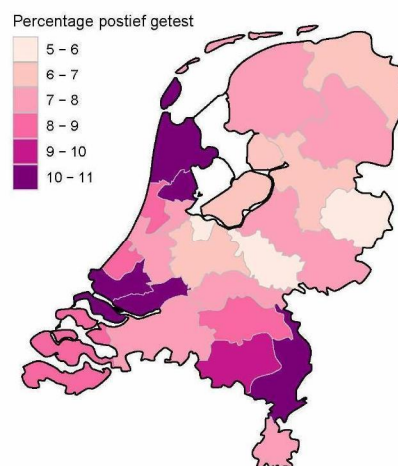 Percentage postief getest
5 – 6
6 – 7
7 – 8
8 – 9
9 – 10
10 – 11